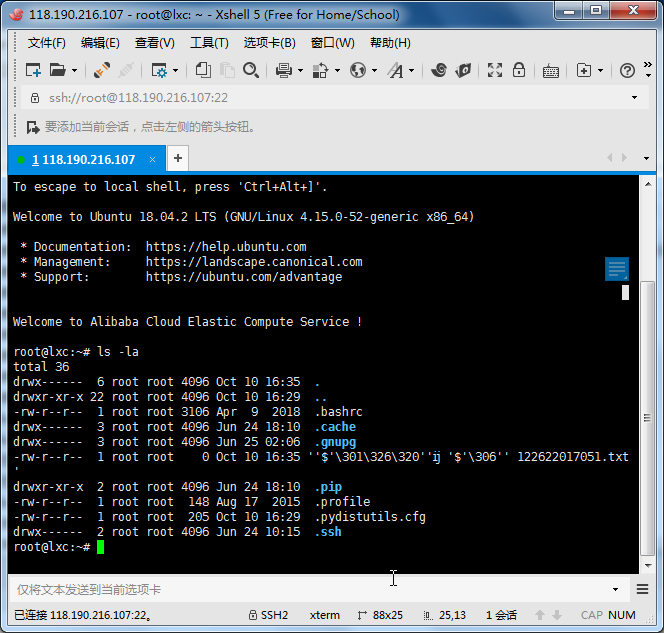 118.190.216.107 - root@lxc: ~ - Xshell 5 (Free for Home/School)
文件(F) 编辑(E) 查看(V) 工具(T) 选项卡(B) 窗口(W) 帮助(H)
ssh://root@118.190.216.107:22
要添加当前会话，点击左侧的箭头按钮。
1 118.190.216.107
To escape to local shell, press 'Ctrl+Alt+]'.
Welcome to Ubuntu 18.04.2 LTS (GNU/Linux 4.15.0-52-generic x86_64)
* Documentation:  https://help.ubuntu.com
* Management:     https://landscape.canonical.com
* Support:        https://ubuntu.com/advantage
Welcome to Alibaba Cloud Elastic Compute Service !
root@lxc:~# ls -la
total 36
drwx------  6 root root 4096 Oct 10 16:35 .
drwxr-xr-x 22 root root 4096 Oct 10 16:29 ..
-rw-r--r--  1 root root 3106 Apr  9  2018 .bashrc
drwx------  3 root root 4096 Jun 24 18:10 .cache
drwx------  3 root root 4096 Jun 25 02:06 .gnupg
-rw-r--r--  1 root root    0 Oct 10 16:35 ''$'\301\326\320''ĳ '$'\306'' 122622017051.txt
'
drwxr-xr-x  2 root root 4096 Jun 24 18:10 .pip
-rw-r--r--  1 root root  148 Aug 17  2015 .profile
-rw-r--r--  1 root root  205 Oct 10 16:29 .pydistutils.cfg
drwx------  2 root root 4096 Jun 24 10:15 .ssh
root@lxc:~#
仅将文本发送到当前选项卡
已连接 118.190.216.107:22。 SSH2 xterm 88x25 25,13 1 会话 CAP NUM